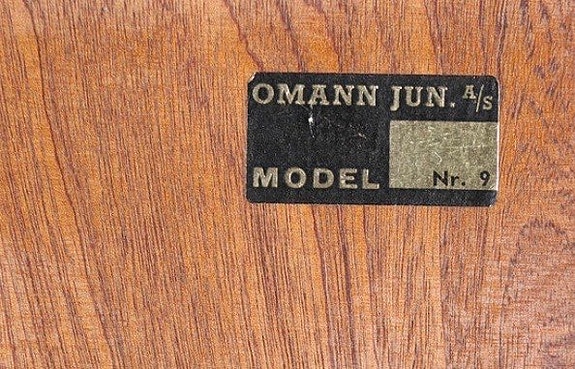 OMANN JUN. A/S
MODEL Nr. 9